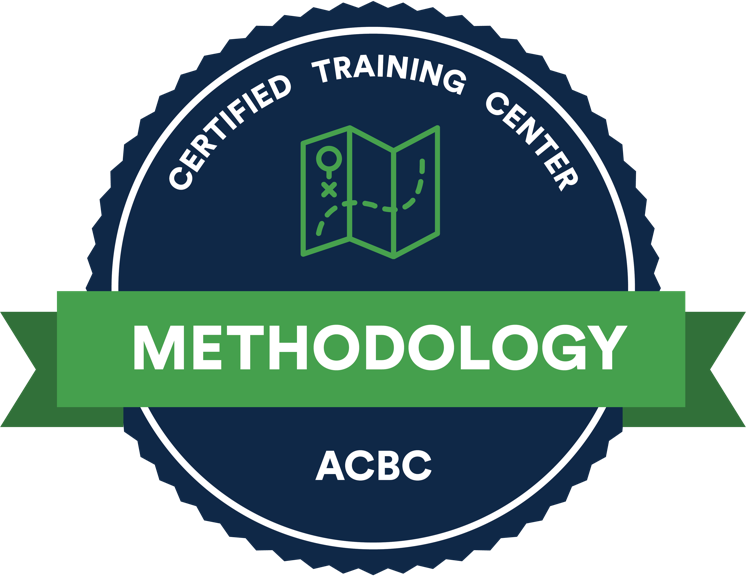 CERTIFIED TRAINING CENTER
METHODOLOGY
ACBC